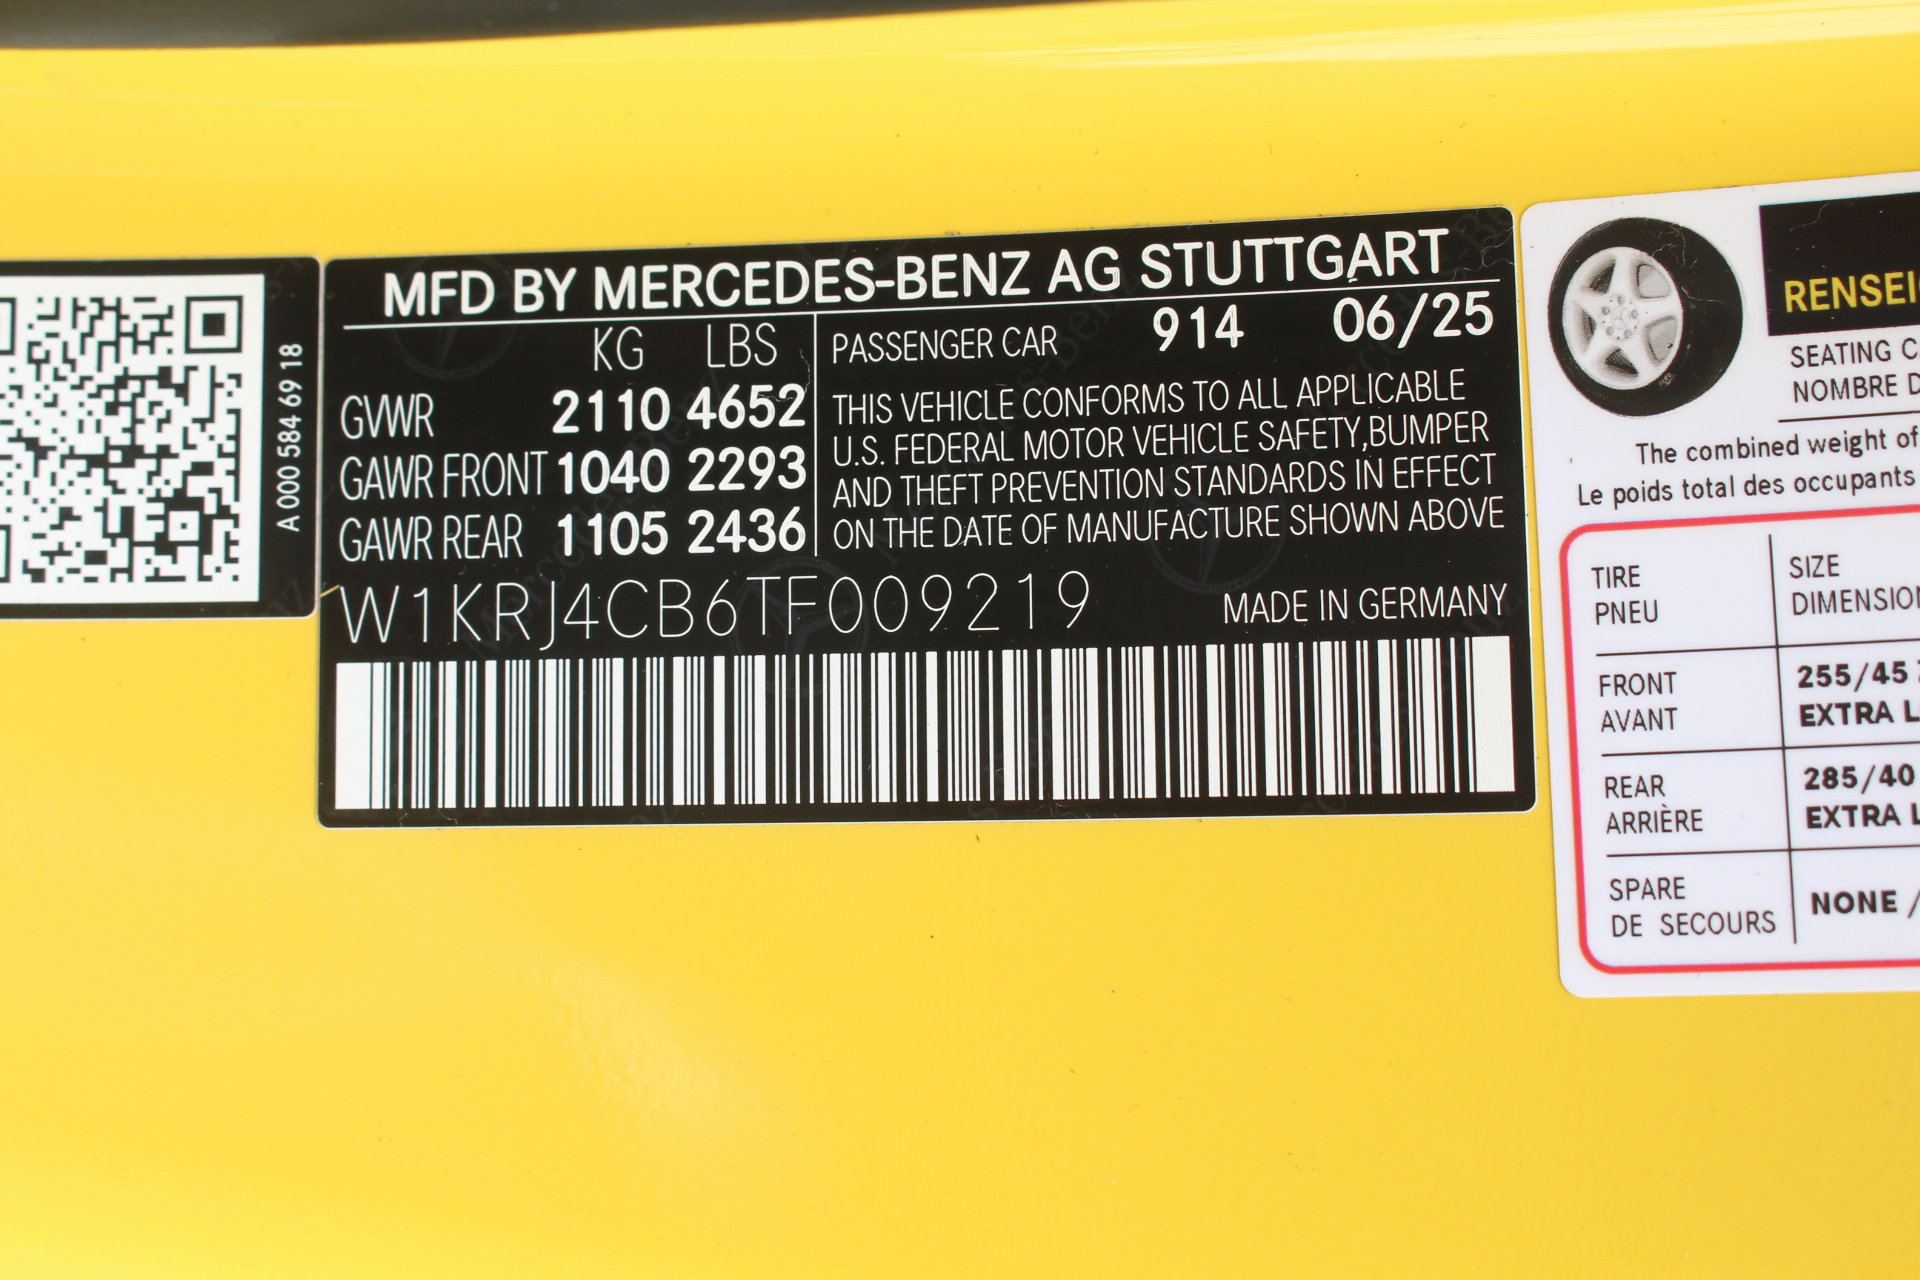 A 000 584 69 18
MFD BY MERCEDES-BENZ AG STUTTGART
KG LBS
GVWR 2110 4652
GAWR FRONT 1040 2293
GAWR REAR 1105 2436
PASSENGER CAR 914 06/25
THIS VEHICLE CONFORMS TO ALL APPLICABLE
U.S. FEDERAL MOTOR VEHICLE SAFETY,BUMPER
AND THEFT PREVENTION STANDARDS IN EFFECT
ON THE DATE OF MANUFACTURE SHOWN ABOVE
W1KRJ4CB6TF009219
MADE IN GERMANY
SEATING
NOMBRE
The combined weight of
Le poids total des occupants
TIRE SIZE
PNEU DIMENSION
FRONT 255/45
AVANT EXTRA
REAR 285/40
ARRIÈRE EXTRA
SPARE NONE /
DE SECOURS